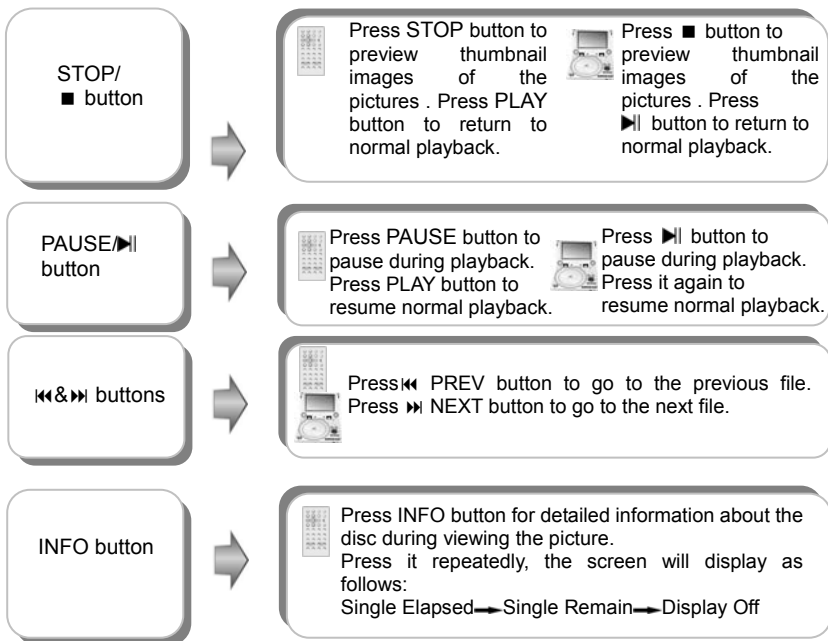 STOP/
■ button
Press STOP button to
preview thumbnail
images of the
pictures . Press PLAY
button to return to
normal playback.
Press ■ button to
preview thumbnail
images of the
pictures . Press
▶|| button to return to
normal playback.
PAUSE/▶||
button
Press PAUSE button to
pause during playback.
Press PLAY button to
resume normal playback.
Press ▶|| button to
pause during playback.
Press it again to
resume normal playback.
⏮&⏭ buttons
Press⏮ PREV button to go to the previous file.
Press ⏭ NEXT button to go to the next file.
INFO button
Press INFO button for detailed information about the
disc during viewing the picture.
Press it repeatedly, the screen will display as
follows:
Single Elapsed→Single Remain→Display Off